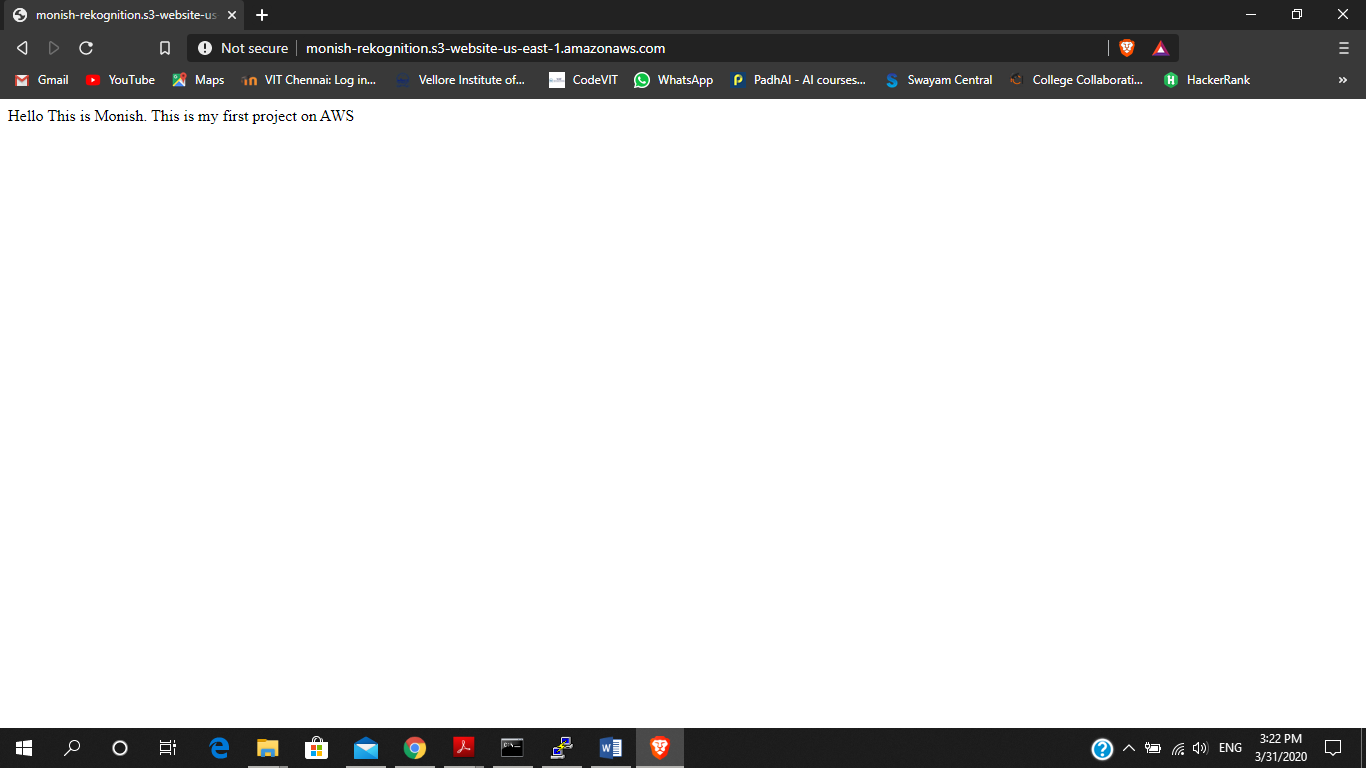 monish-rekognition.s3-website-us
Not secure monish-rekognition.s3-website-us-east-1.amazonaws.com
Gmail YouTube Maps VIT Chennai: Log in... Vellore Institute of... CodeVIT WhatsApp PadhAI - AI courses... Swayam Central College Collaborati... HackerRank »
Hello This is Monish. This is my first project on AWS
ENG 3:22 PM
3/31/2020